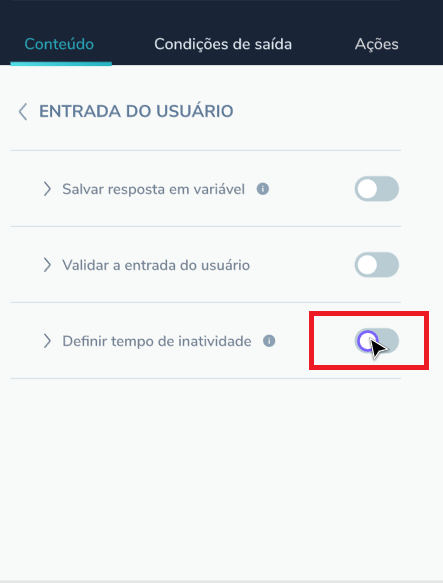 Conteúdo Condições de saída Ações
ENTRADA DO USUÁRIO
Salvar resposta em variável i
Validar a entrada do usuário
Definir tempo de inatividade i